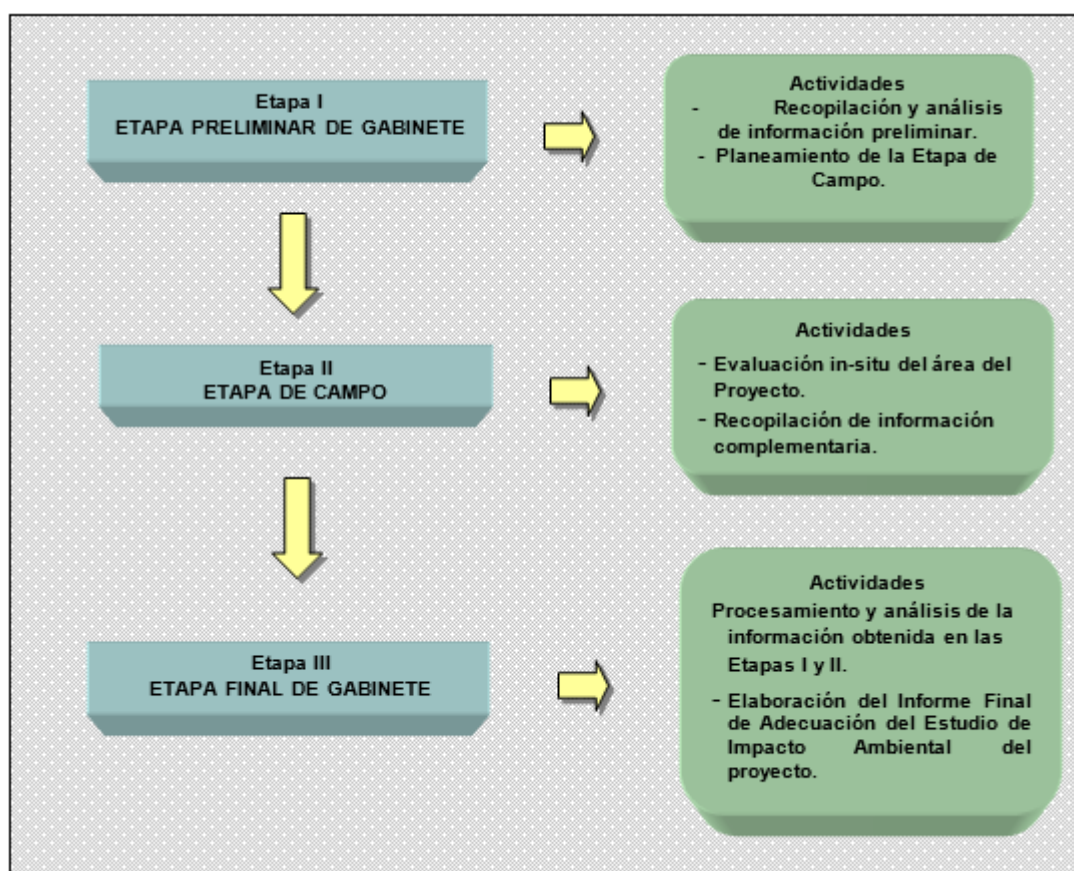 Etapa I
ETAPA PRELIMINAR DE GABINETE
Actividades
- Recopilación y análisis
de información preliminar.
- Planeamiento de la Etapa de
Campo.
Etapa II
ETAPA DE CAMPO
Actividades
- Evaluación in-situ del área del
Proyecto.
- Recopilación de información
complementaria.
Etapa III
ETAPA FINAL DE GABINETE
Actividades
Procesamiento y análisis de la
información obtenida en las
Etapas I y II.
- Elaboración del Informe Final
de Adecuación del Estudio de
Impacto Ambiental del
proyecto.